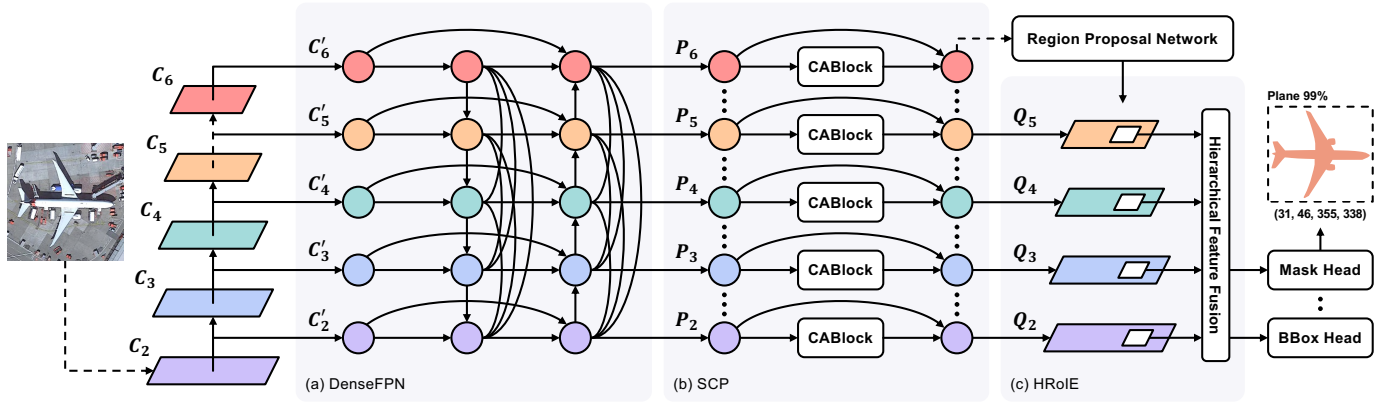 C₆
C₅
C₄
C₃
C₂
C′₆
C′₅
C′₄
C′₃
C′₂
(a) DenseFPN
P₆
P₅
P₄
P₃
P₂
CABlock
CABlock
CABlock
CABlock
CABlock
(b) SCP
Region Proposal Network
Q₅
Q₄
Q₃
Q₂
Hierarchical Feature Fusion
(c) HRoIE
Plane 99%
(31, 46, 355, 338)
Mask Head
BBox Head